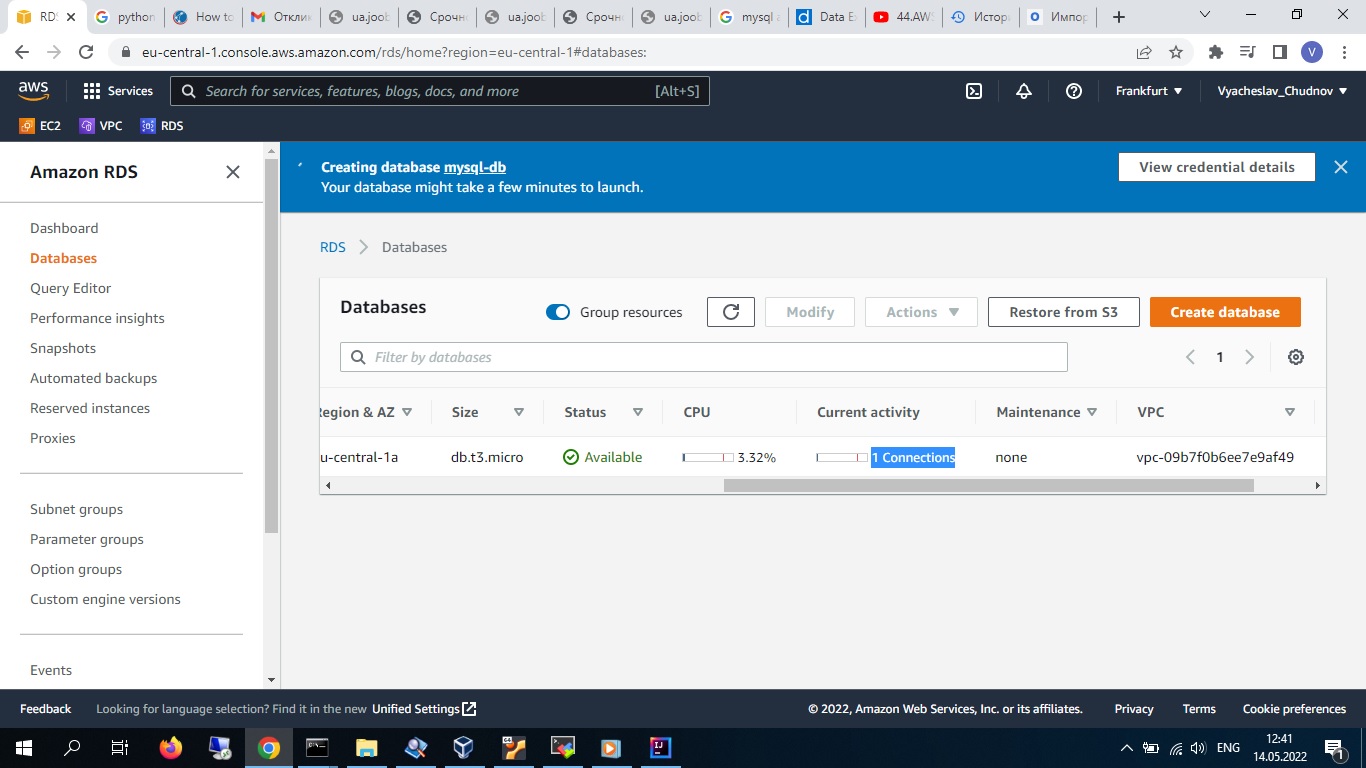 RDS
python
How to
Отклик
ua.joob
Срочн
ua.joob
Срочн
ua.joob
mysql a
Data Ex
44.AWS
Истори
Импор
eu-central-1.console.aws.amazon.com/rds/home?region=eu-central-1#databases:
V
aws
Services
Search for services, features, blogs, docs, and more
[Alt+S]
Frankfurt
Vyacheslav_Chudnov
EC2
VPC
RDS
Amazon RDS
Dashboard
Databases
Query Editor
Performance insights
Snapshots
Automated backups
Reserved instances
Proxies
Subnet groups
Parameter groups
Option groups
Custom engine versions
Events
Creating database mysql-db
Your database might take a few minutes to launch.
View credential details
RDS
Databases
Databases
Group resources
Modify
Actions
Restore from S3
Create database
Filter by databases
1
Region & AZ
Size
Status
CPU
Current activity
Maintenance
VPC
u-central-1a
db.t3.micro
Available
3.32%
1 Connections
none
vpc-09b7f0b6ee7e9af49
Feedback
Looking for language selection? Find it in the new Unified Settings
© 2022, Amazon Web Services, Inc. or its affiliates.
Privacy
Terms
Cookie preferences
ENG
12:41
14.05.2022
1